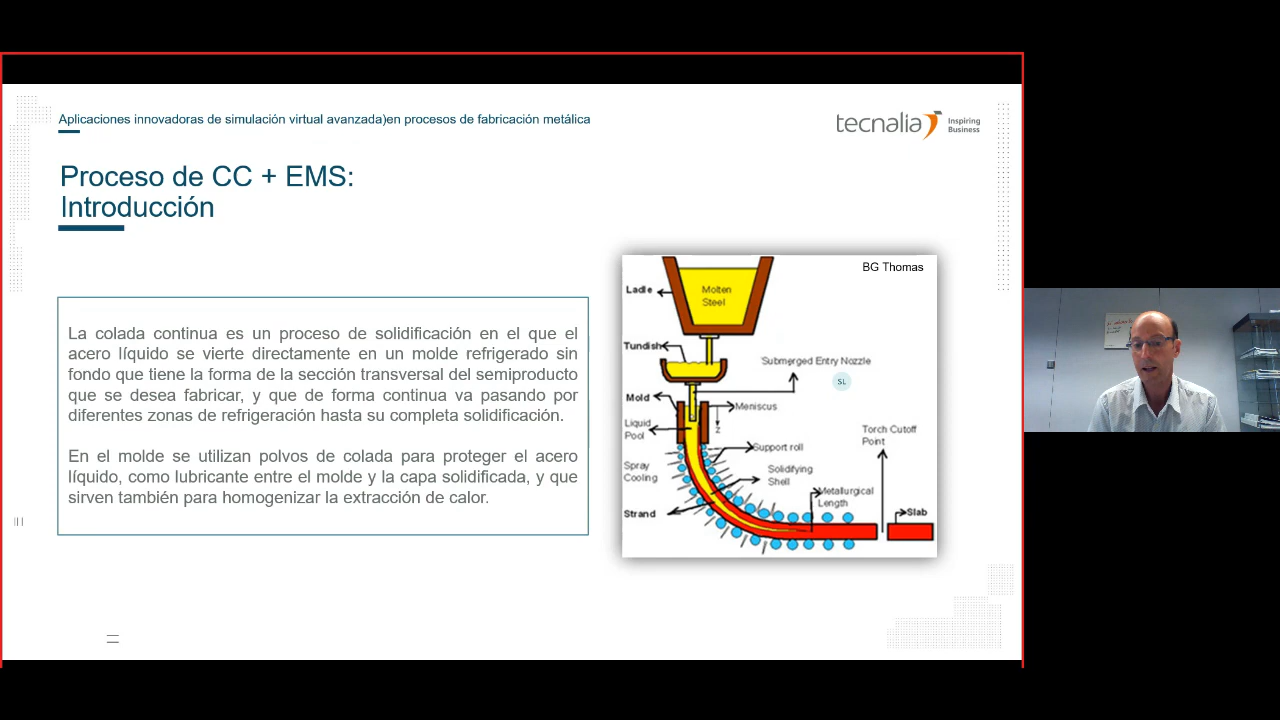 Aplicaciones innovadoras de simulación virtual avanzada)en procesos de fabricación metálica
tecnalia Inspiring
Business
Proceso de CC + EMS:
Introducción
La colada continua es un proceso de solidificación en el que el
acero líquido se vierte directamente en un molde refrigerado sin
fondo que tiene la forma de la sección transversal del semiproducto
que se desea fabricar, y que de forma continua va pasando por
diferentes zonas de refrigeración hasta su completa solidificación.
En el molde se utilizan polvos de colada para proteger el acero
líquido, como lubricante entre el molde y la capa solidificada, y que
sirven también para homogenizar la extracción de calor.
BG Thomas
Ladle
Molten
Steel
Tundish
Submerged Entry Nozzle
SL
Mold
Meniscus
z
Liquid
Pool
Torch Cutoff
Point
Support roll
Spray
Cooling
Solidifying
Shell
Metallurgical
Length
Strand
Slab